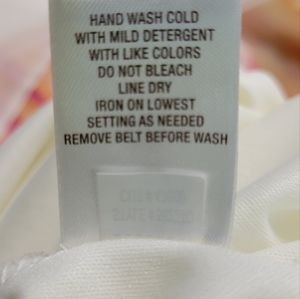 HAND WASH COLD
WITH MILD DETERGENT
WITH LIKE COLORS
DO NOT BLEACH
LINE DRY
IRON ON LOWEST
SETTING AS NEEDED
REMOVE BELT BEFORE WASH